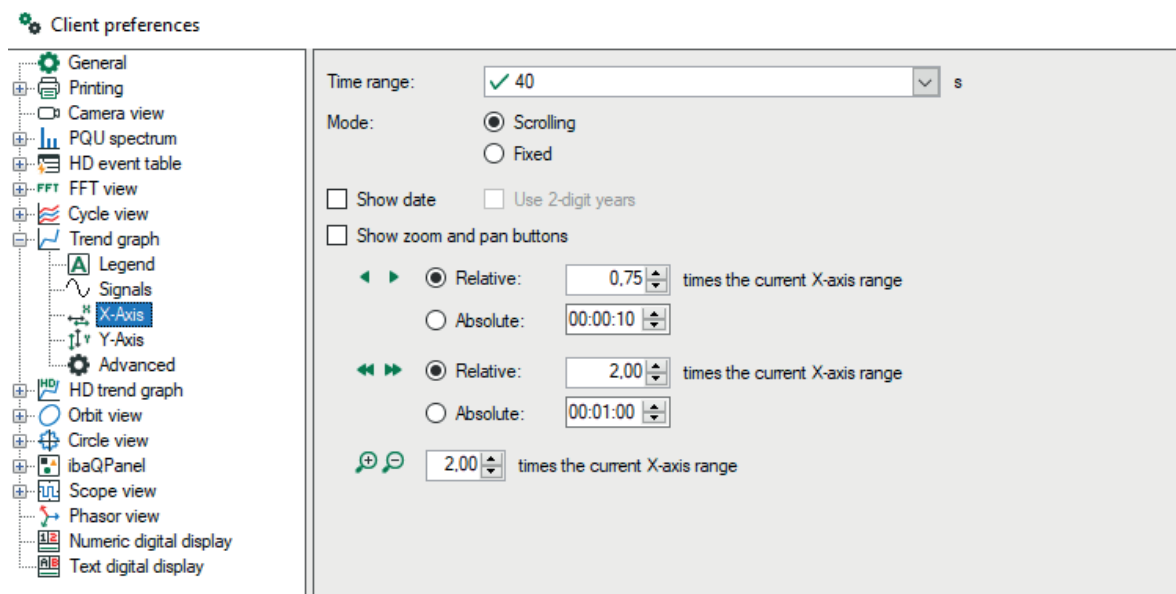 Client preferences
General
Printing
Camera view
PQU spectrum
HD event table
FFT FFT view
Cycle view
Trend graph
A Legend
Signals
X X-Axis
Y Y-Axis
Advanced
HD HD trend graph
Orbit view
Circle view
ibaQPanel
Scope view
Phasor view
12 Numeric digital display
AB Text digital display
Time range: 40 s
Mode: Scrolling
Fixed
Show date Use 2-digit years
Show zoom and pan buttons
Relative: 0,75 times the current X-axis range
Absolute: 00:00:10
Relative: 2,00 times the current X-axis range
Absolute: 00:01:00
2,00 times the current X-axis range